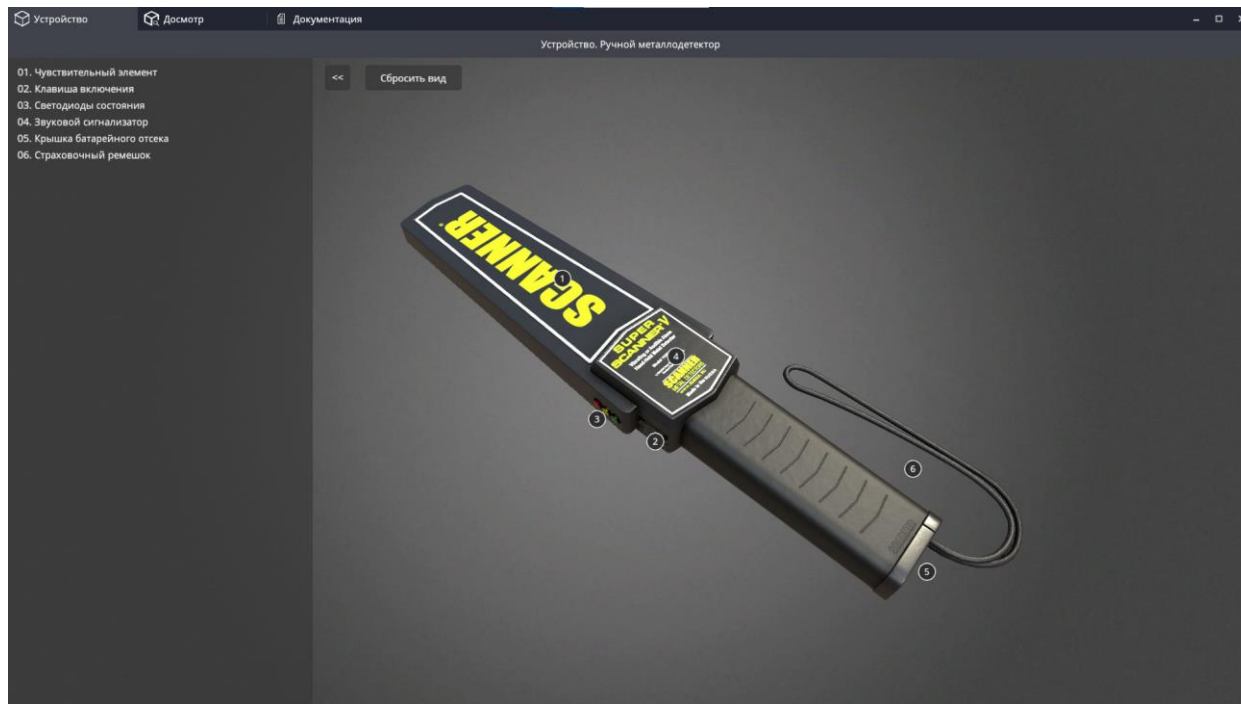 Устройство
Досмотр
Документация
Устройство. Ручной металлодетектор
01. Чувствительный элемент
02. Клавиша включения
03. Светодиоды состояния
04. Звуковой сигнализатор
05. Крышка батарейного отсека
06. Страховочный ремешок
<<
Сбросить вид
SCANNER
1
SUPER
SCANNER V
4
SCANNER
3
2
6
5